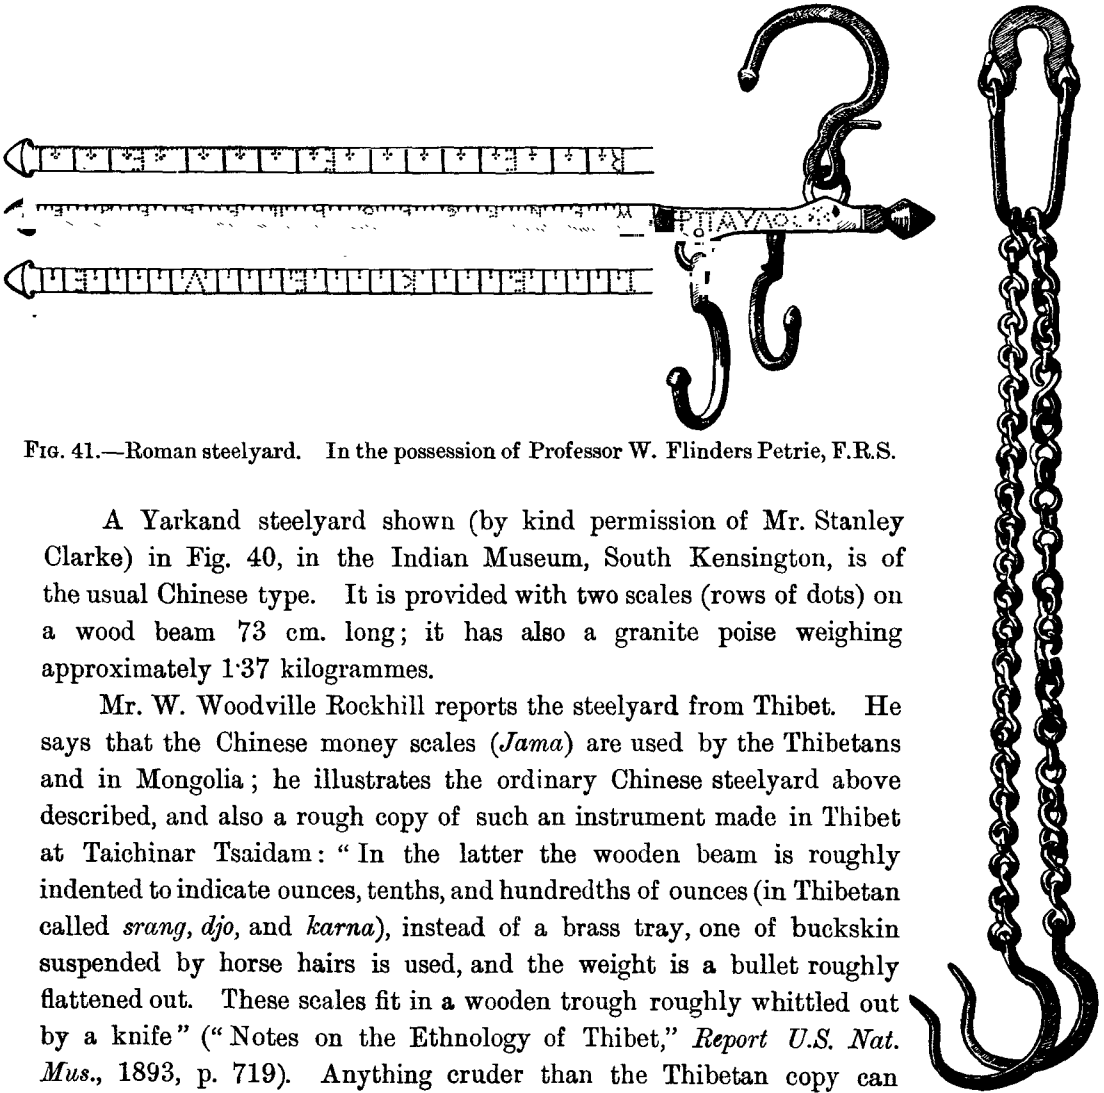 FIG. 41.—Roman steelyard. In the possession of Professor W. Flinders Petrie, F.R.S.
A Yarkand steelyard shown (by kind permission of Mr. Stanley
Clarke) in Fig. 40, in the Indian Museum, South Kensington, is of
the usual Chinese type. It is provided with two scales (rows of dots) on
a wood beam 73 cm. long; it has also a granite poise weighing
approximately 1·37 kilogrammes.
Mr. W. Woodville Rockhill reports the steelyard from Thibet. He
says that the Chinese money scales (Jama) are used by the Thibetans
and in Mongolia; he illustrates the ordinary Chinese steelyard above
described, and also a rough copy of such an instrument made in Thibet
at Taichinar Tsaidam: “In the latter the wooden beam is roughly
indented to indicate ounces, tenths, and hundredths of ounces (in Thibetan
called srang, djo, and karna), instead of a brass tray, one of buckskin
suspended by horse hairs is used, and the weight is a bullet roughly
flattened out. These scales fit in a wooden trough roughly whittled out
by a knife” (“Notes on the Ethnology of Thibet,” Report U.S. Nat.
Mus., 1893, p. 719). Anything cruder than the Thibetan copy can